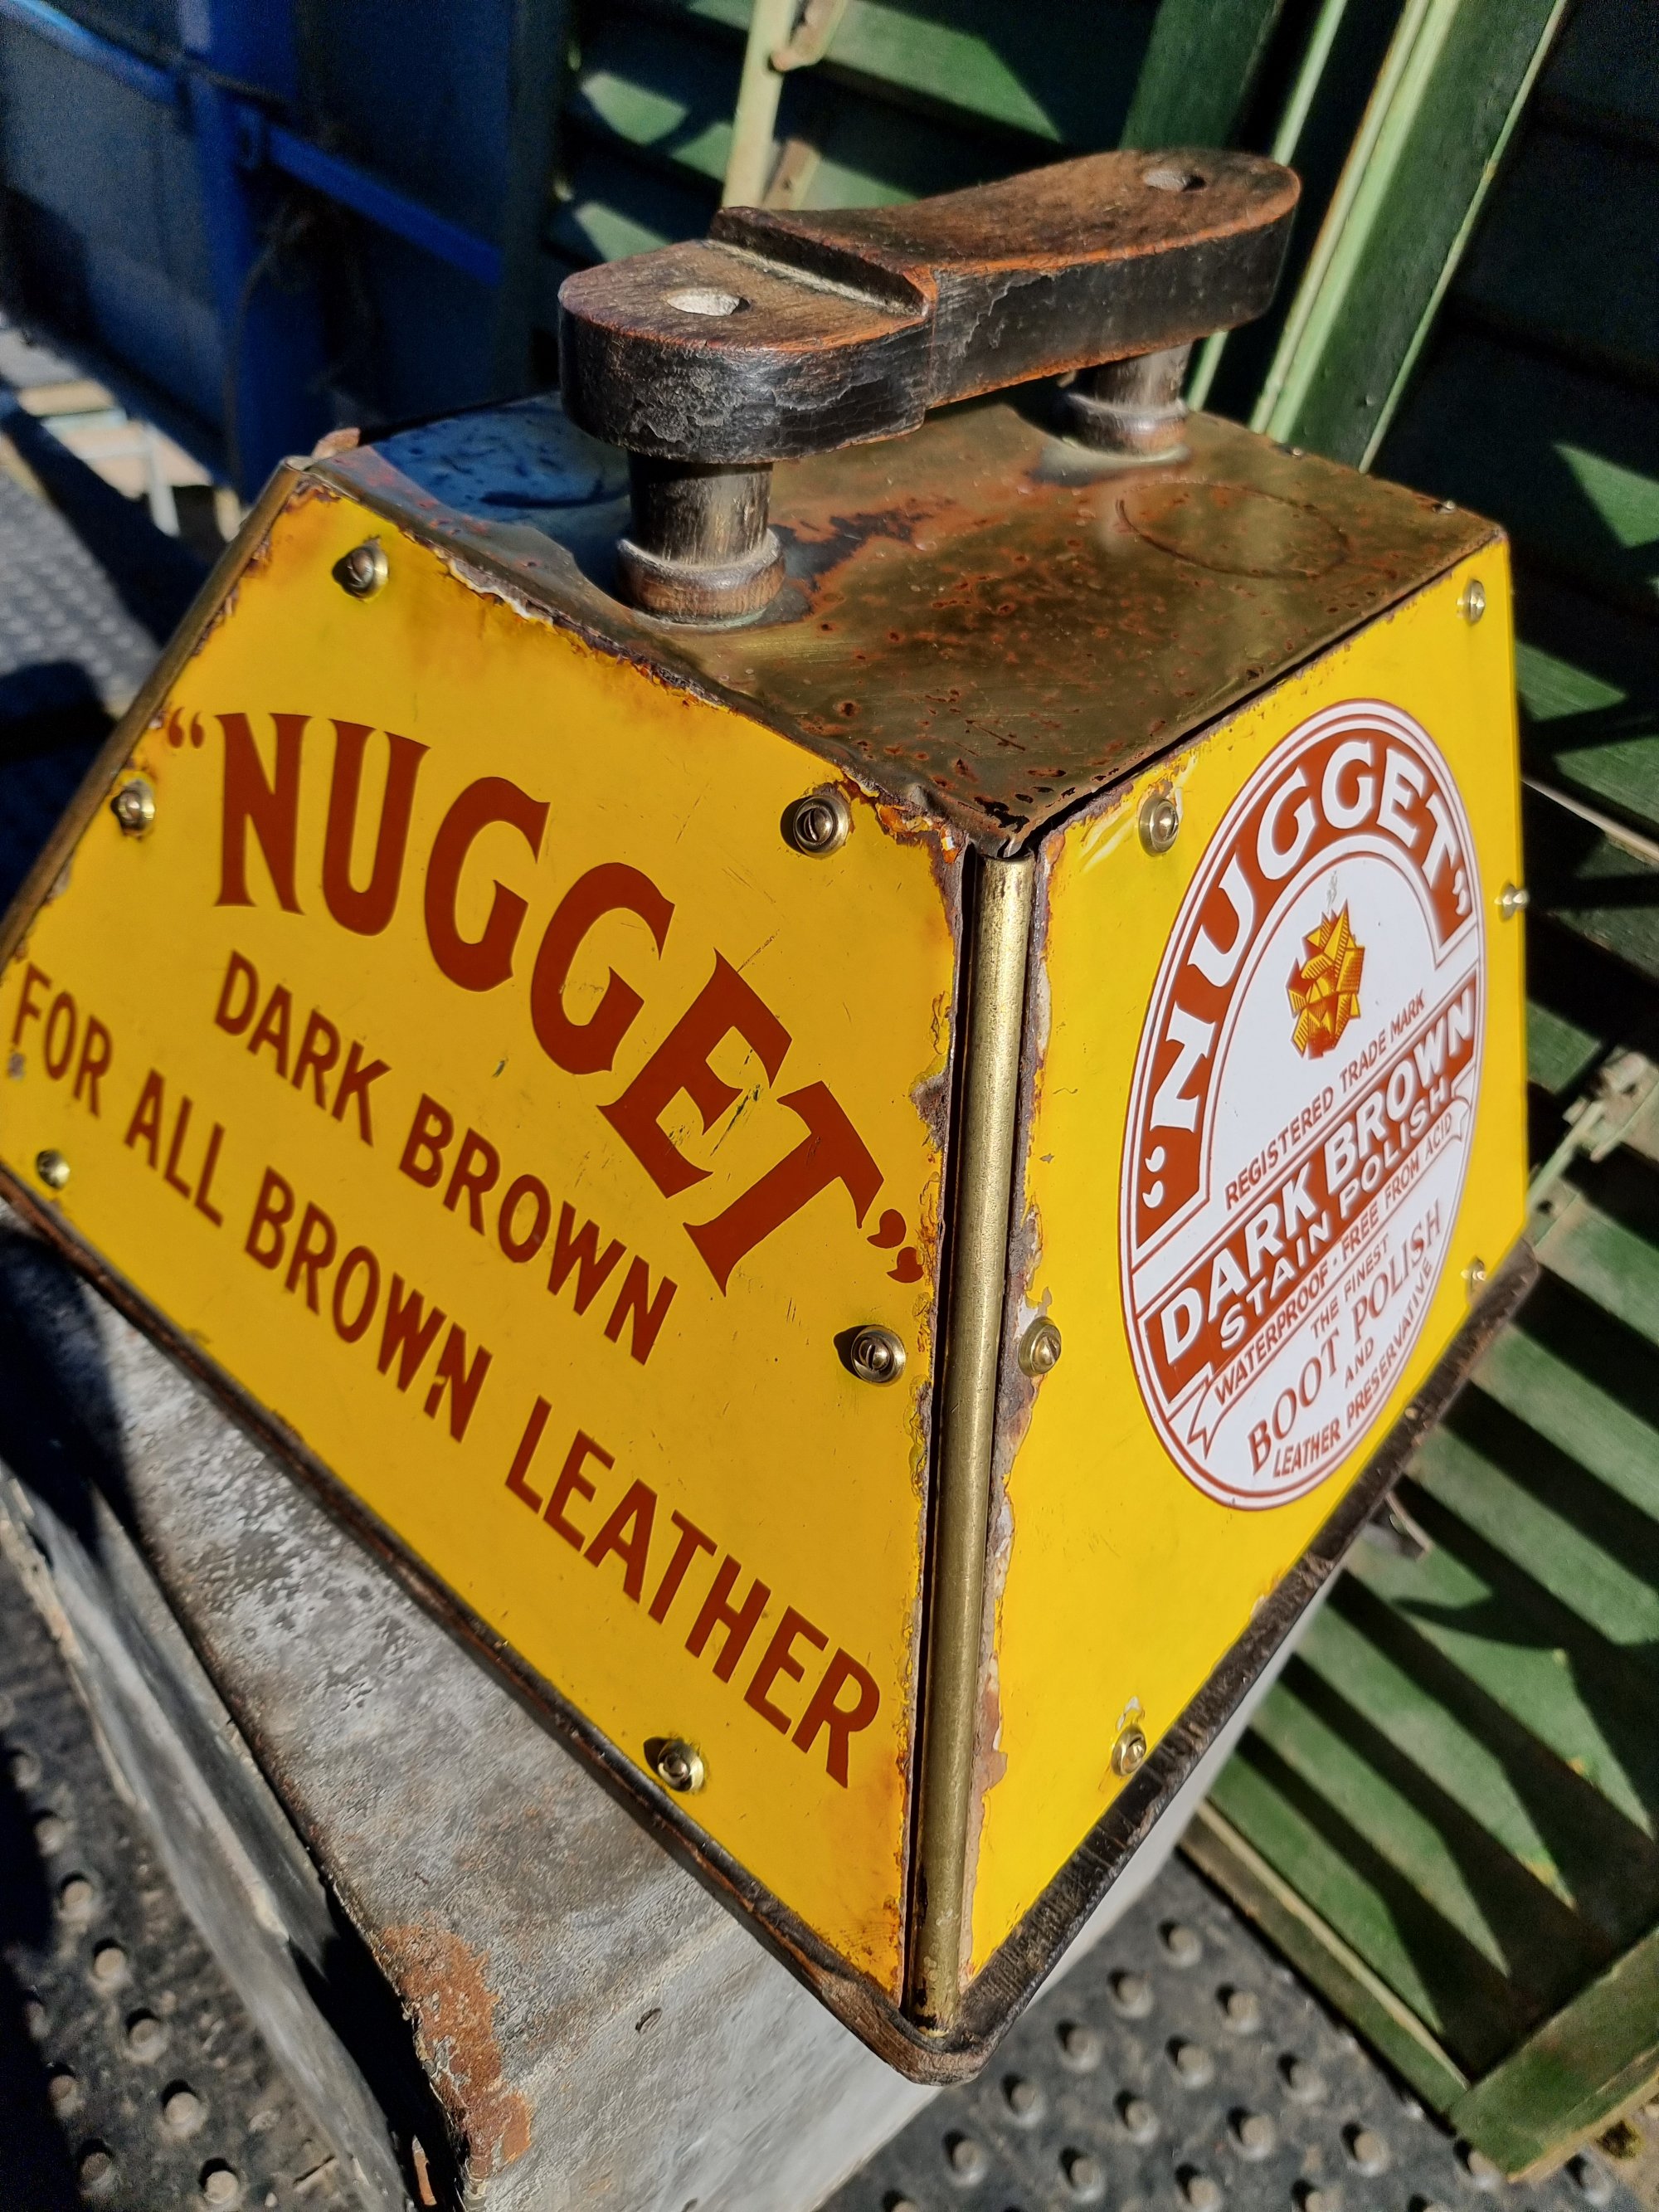 “NUGGET”
DARK BROWN
FOR ALL BROWN LEATHER
“NUGGET”
REGISTERED TRADE MARK
DARK BROWN
STAIN POLISH
WATERPROOF · FREE FROM ACID
THE FINEST
BOOT POLISH
AND
LEATHER PRESERVATIVE